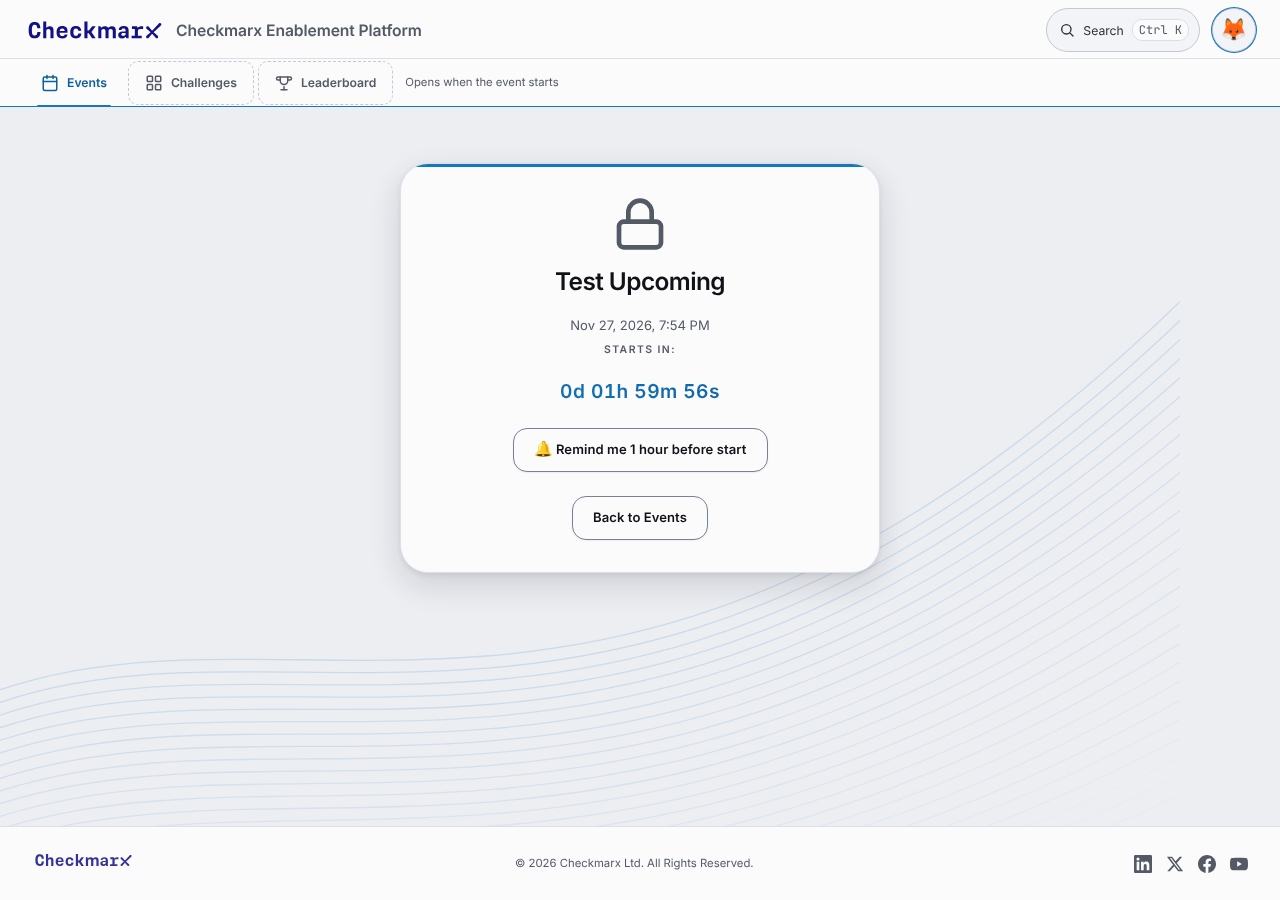 Checkmarx
Checkmarx Enablement Platform
Search
Ctrl K
Events
Challenges
Leaderboard
Opens when the event starts
Test Upcoming
Nov 27, 2026, 7:54 PM
STARTS IN:
0d 01h 59m 56s
🔔 Remind me 1 hour before start
Back to Events
Checkmarx
© 2026 Checkmarx Ltd. All Rights Reserved.